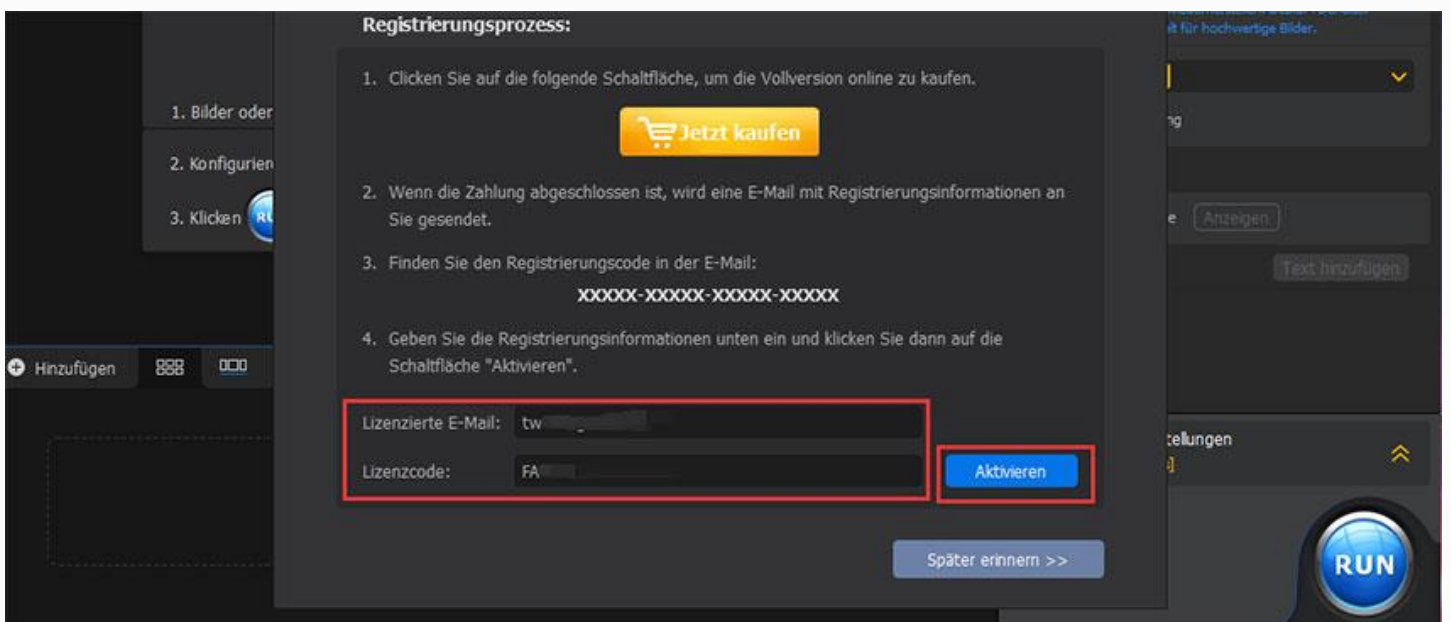 Registrierungsprozess:
1. Clicken Sie auf die folgende Schaltfläche, um die Vollversion online zu kaufen.
Jetzt kaufen
2. Wenn die Zahlung abgeschlossen ist, wird eine E-Mail mit Registrierungsinformationen an
Sie gesendet.
3. Finden Sie den Registrierungscode in der E-Mail:
XXXXX-XXXXX-XXXXX-XXXXX
4. Geben Sie die Registrierungsinformationen unten ein und klicken Sie dann auf die
Schaltfläche "Aktivieren".
Lizenzierte E-Mail: tw
Lizenzcode: FA
Aktivieren
Später erinnern >>
1. Bilder oder
2. Konfigurieren
3. Klicken
Hinzufügen
für hochwertige Bilder.
Anzeigen
Text hinzufügen
tellungen
RUN